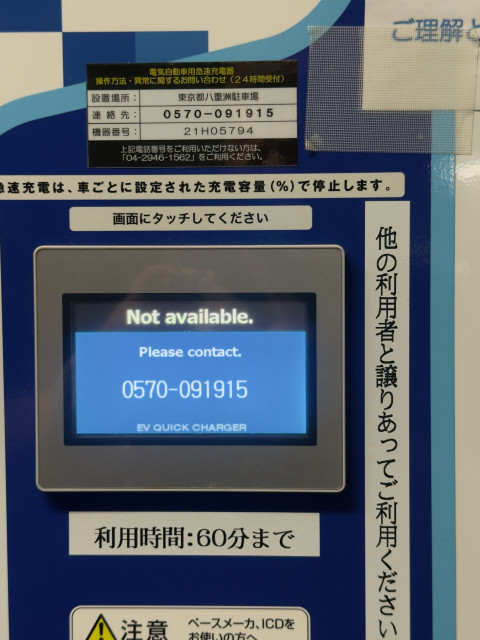 ご理解と
電気自動車用急速充電器
操作方法・異常に関するお問い合わせ(24時間受付)
設置場所: 東京都八重洲駐車場
連絡先: 0570-091915
機器番号: 21H05794
上記電話番号をご利用いただけない方は、
「04-2946-1562」をご利用ください。
急速充電は、車ごとに設定された充電容量(%)で停止します。
画面にタッチしてください
Not available.
Please contact.
0570-091915
EV QUICK CHARGER
他の利用者と譲りあってご利用ください
利用時間:60分まで
注意
ペースメーカ、ICDを
お使いの方へ